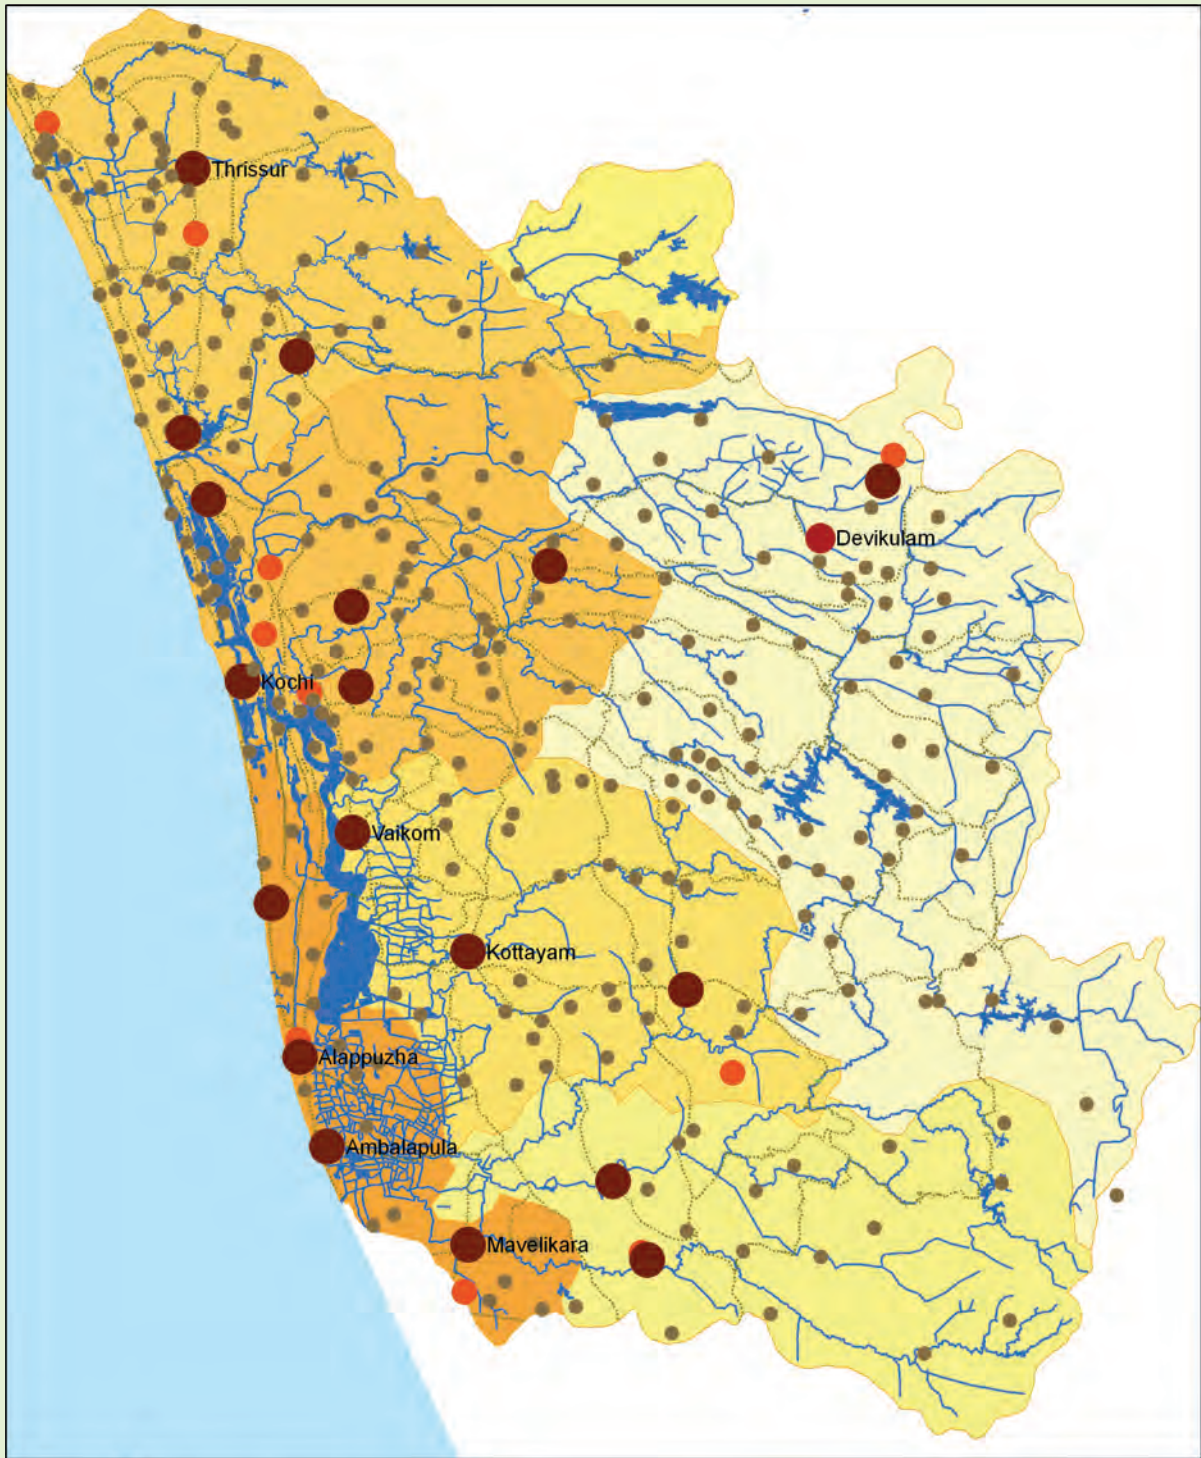 Thrissur
Devikulam
Kochi
Vaikom
Kottayam
Alappuzha
Ambalapula
Mavelikara